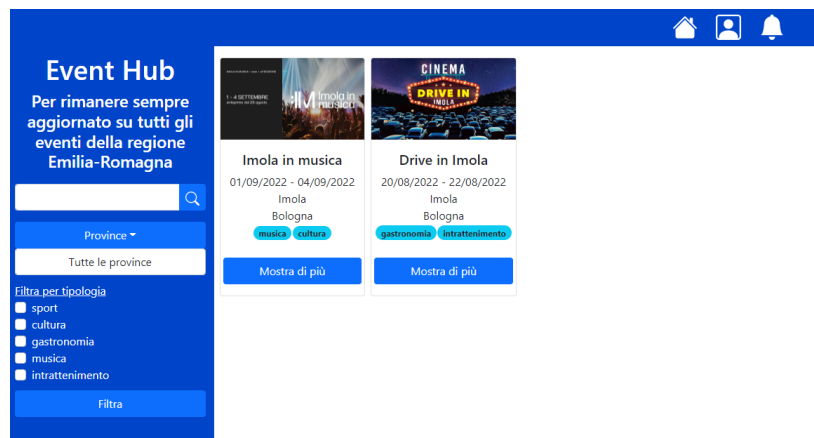 Event Hub
Per rimanere sempre
aggiornato su tutti gli
eventi della regione
Emilia-Romagna
Province
Tutte le province
Filtra per tipologia
sport
cultura
gastronomia
musica
intrattenimento
Filtra
1 - 4 SETTEMBRE
Imola in
musica
Imola in musica
01/09/2022 - 04/09/2022
Imola
Bologna
musica cultura
Mostra di più
CINEMA
DRIVE IN
IMOLA
Drive in Imola
20/08/2022 - 22/08/2022
Imola
Bologna
gastronomia intrattenimento
Mostra di più